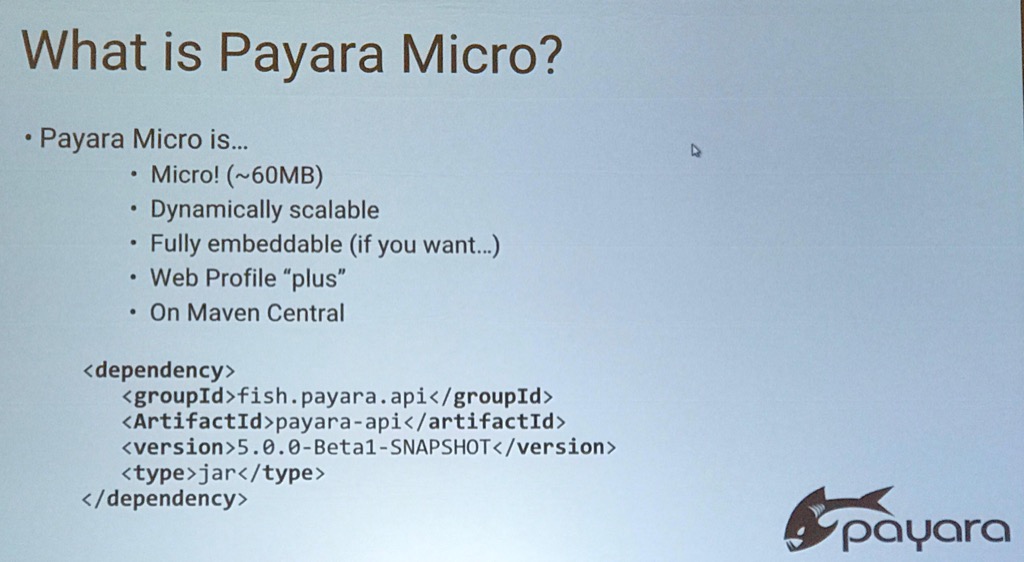 What is Payara Micro?
• Payara Micro is...
• Micro! (~60MB)
• Dynamically scalable
• Fully embeddable (if you want...)
• Web Profile “plus”
• On Maven Central
<dependency>
<groupId>fish.payara.api</groupId>
<ArtifactId>payara-api</artifactId>
<version>5.0.0-Beta1-SNAPSHOT</version>
<type>jar</type>
</dependency>
payara